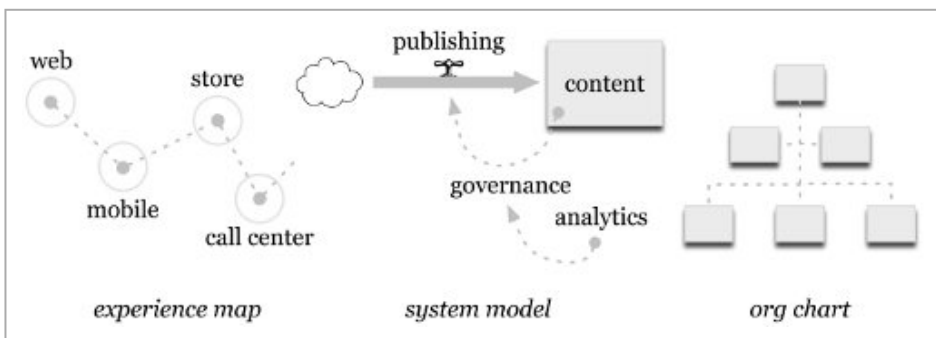 web
mobile
store
call center
experience map
publishing
content
governance
analytics
system model
org chart